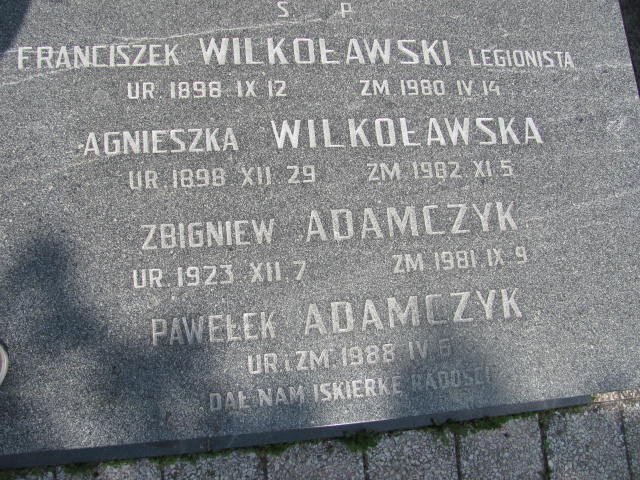 S. P.
FRANCISZEK WILKOŁAWSKI LEGIONISTA
UR. 1898 IX 12 ZM 1980 IV 14
AGNIESZKA WILKOŁAWSKA
UR. 1898 XII 29 ZM 1982 XI 5
ZBIGNIEW ADAMCZYK
UR. 1923 XII 7 ZM 1981 IX 9
PAWEŁEK ADAMCZYK
UR. I ZM. 1988 IV 6
DAŁ NAM ISKIERKE RADOŚCI